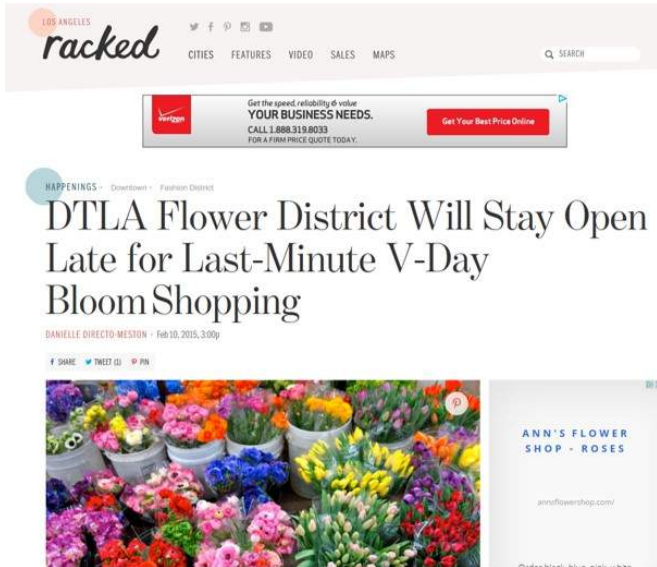 LOS ANGELES
racked
CITIES FEATURES VIDEO SALES MAPS
SEARCH
verizon
Get the speed, reliability & value
YOUR BUSINESS NEEDS.
CALL 1.888.319.8033
FOR A FIRM PRICE QUOTE TODAY.
Get Your Best Price Online
HAPPENINGS - Downtown - Fashion District
DTLA Flower District Will Stay Open
Late for Last-Minute V-Day
Bloom Shopping
DANIELLE DIRECTO-MESTON - Feb 10, 2015, 3:00p
SHARE TWEET (1) PIN
ANN'S FLOWER
SHOP - ROSES
annsflowershop.com/